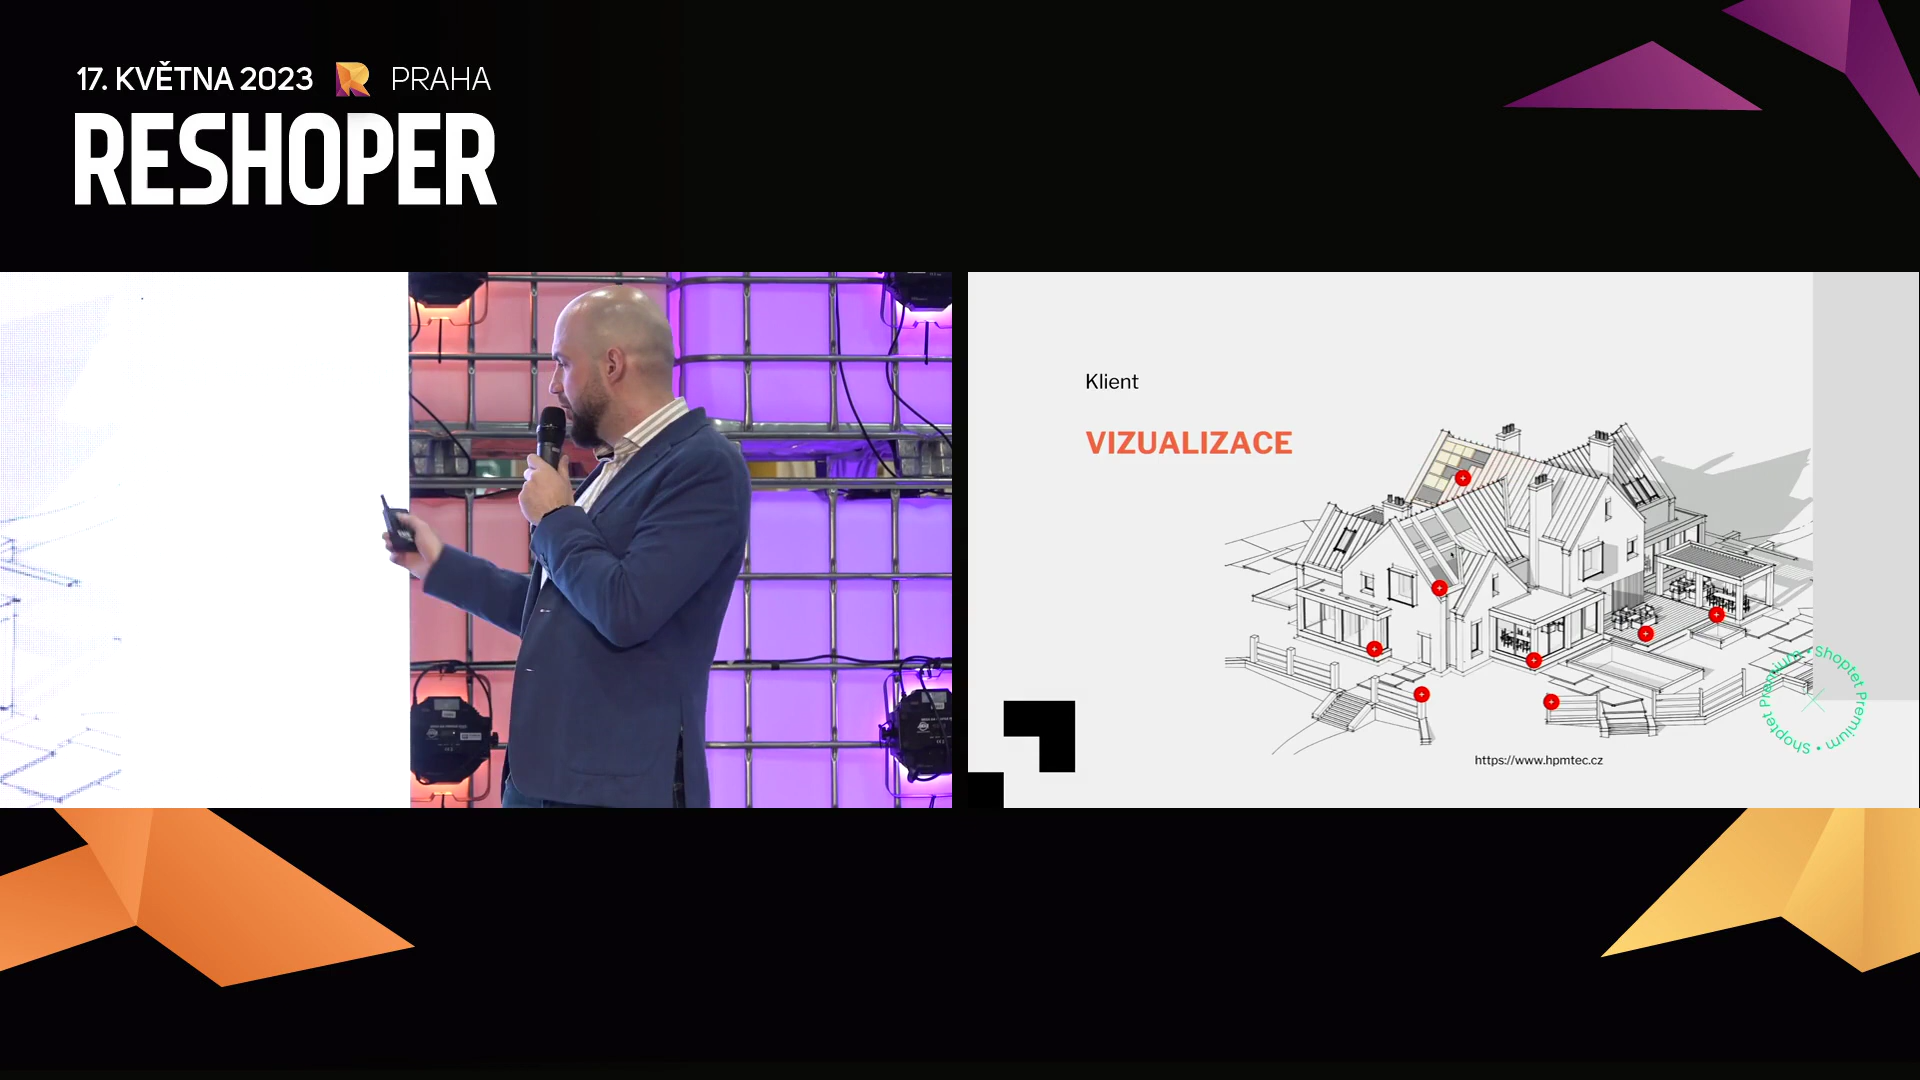 17. KVĚTNA 2023 R PRAHA
RESHOPER
Klient
VIZUALIZACE
https://www.hpmtec.cz
shoptet Premium • shoptet Premium •